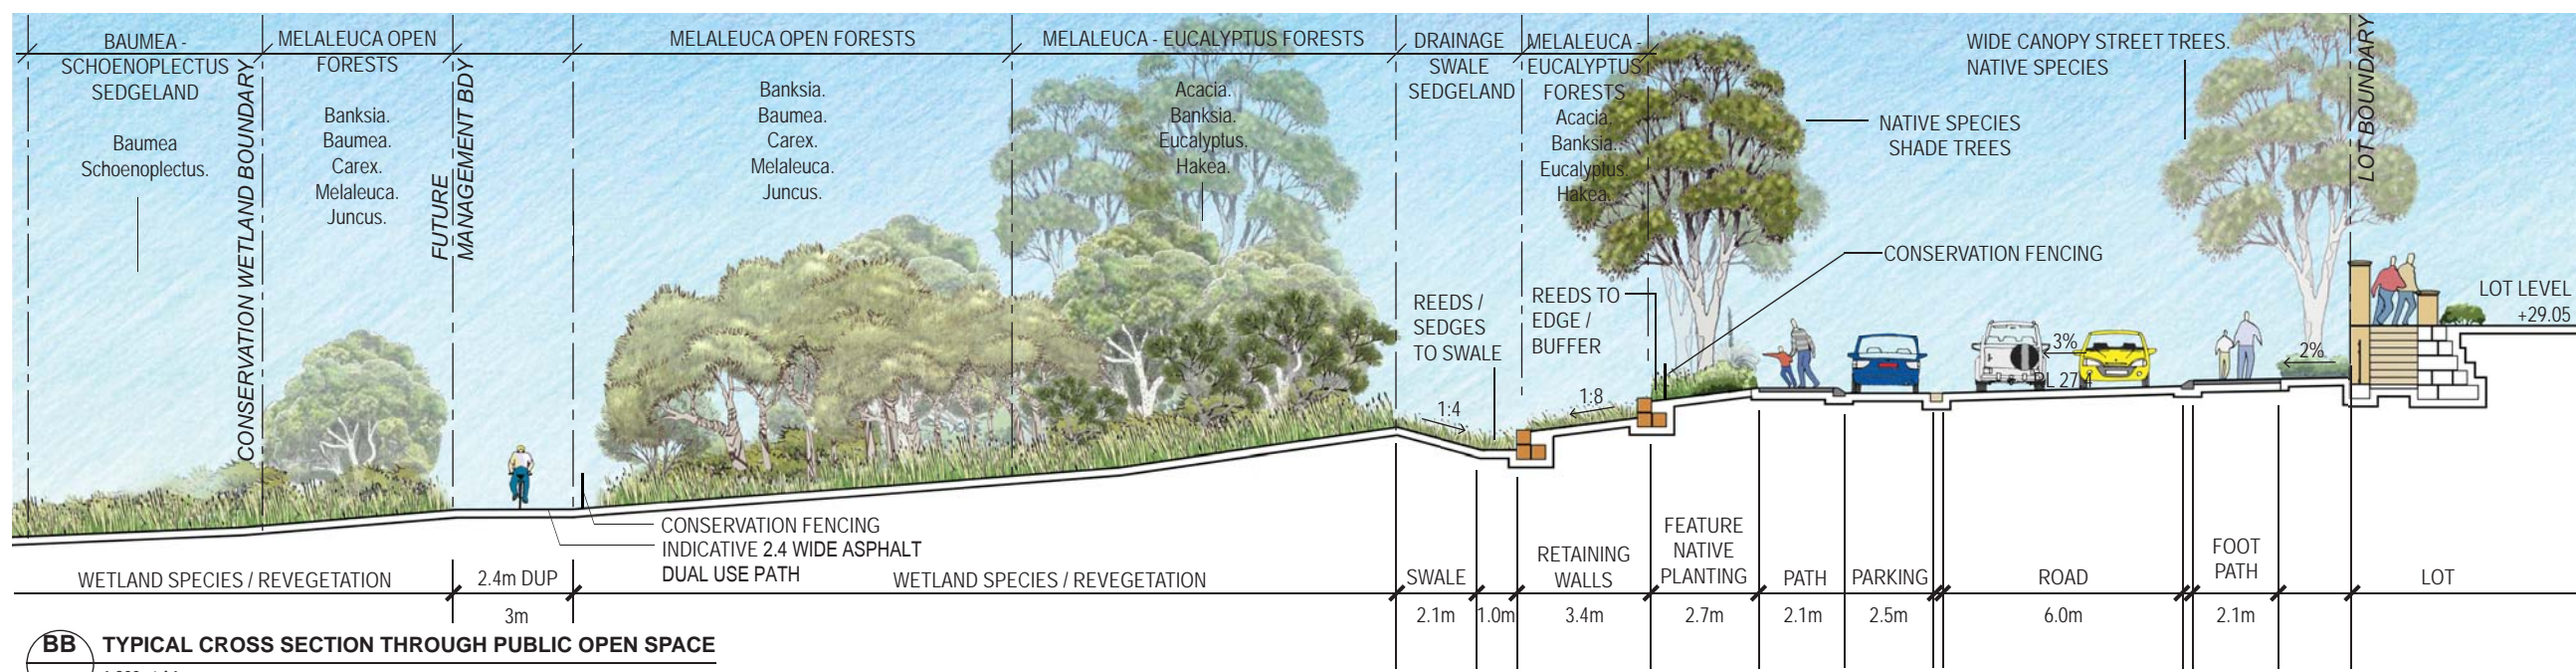 BAUMEA -
SCHOENOPLECTUS
SEDGELAND
Baumea
Schoenoplectus.
CONSERVATION WETLAND BOUNDARY
MELALEUCA OPEN
FORESTS
Banksia.
Baumea.
Carex.
Melaleuca.
Juncus.
FUTURE
MANAGEMENT BDY
MELALEUCA OPEN FORESTS
Banksia.
Baumea.
Carex.
Melaleuca.
Juncus.
MELALEUCA - EUCALYPTUS FORESTS
Acacia.
Banksia.
Eucalyptus.
Hakea.
DRAINAGE
SWALE
SEDGELAND
MELALEUCA -
EUCALYPTUS
FORESTS
Acacia.
Banksia.
Eucalyptus.
Hakea.
WIDE CANOPY STREET TREES.
NATIVE SPECIES
NATIVE SPECIES
SHADE TREES
LOT BOUNDARY
CONSERVATION FENCING
REEDS /
SEDGES
TO SWALE
REEDS TO
EDGE /
BUFFER
LOT LEVEL
+29.05
1:4
1:8
3%
27.4
2%
CONSERVATION FENCING
INDICATIVE 2.4 WIDE ASPHALT
DUAL USE PATH
WETLAND SPECIES / REVEGETATION
2.4m DUP
3m
WETLAND SPECIES / REVEGETATION
SWALE
2.1m
1.0m
RETAINING
WALLS
3.4m
FEATURE
NATIVE
PLANTING
2.7m
PATH
2.1m
PARKING
2.5m
ROAD
6.0m
FOOT
PATH
2.1m
LOT
BB
TYPICAL CROSS SECTION THROUGH PUBLIC OPEN SPACE